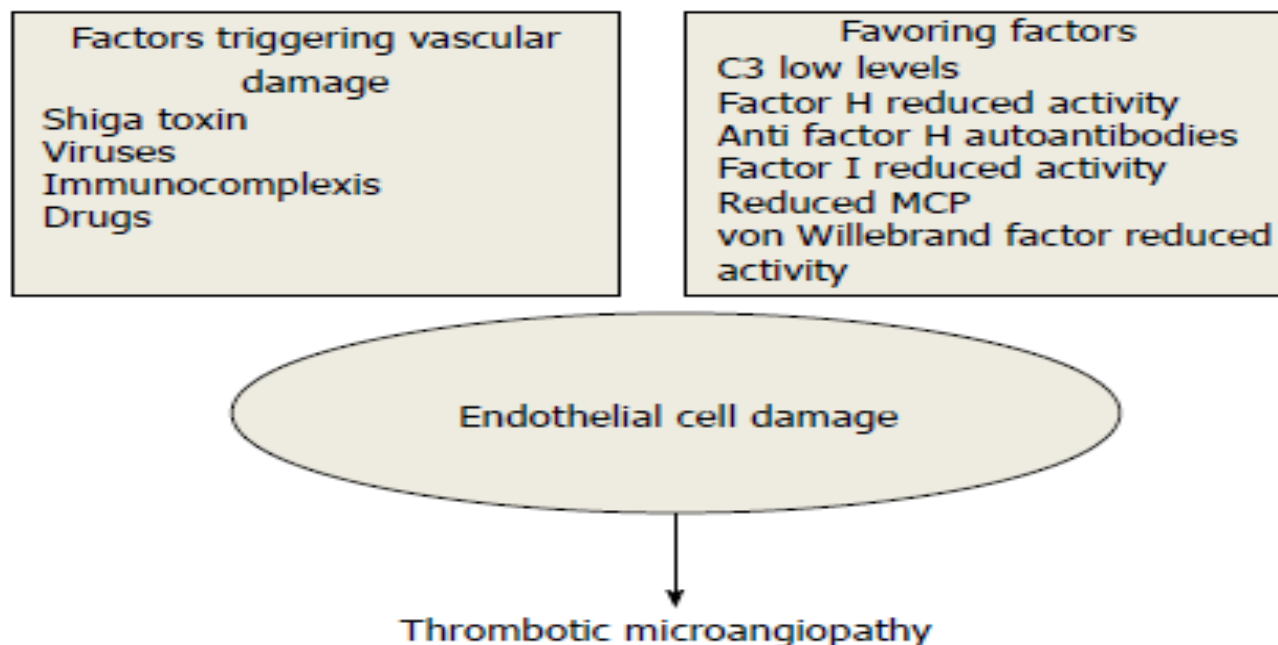 Factors triggering vascular
damage
Shiga toxin
Viruses
Immunocomplexis
Drugs
Favoring factors
C3 low levels
Factor H reduced activity
Anti factor H autoantibodies
Factor I reduced activity
Reduced MCP
von Willebrand factor reduced
activity
Endothelial cell damage
Thrombotic microangiopathy